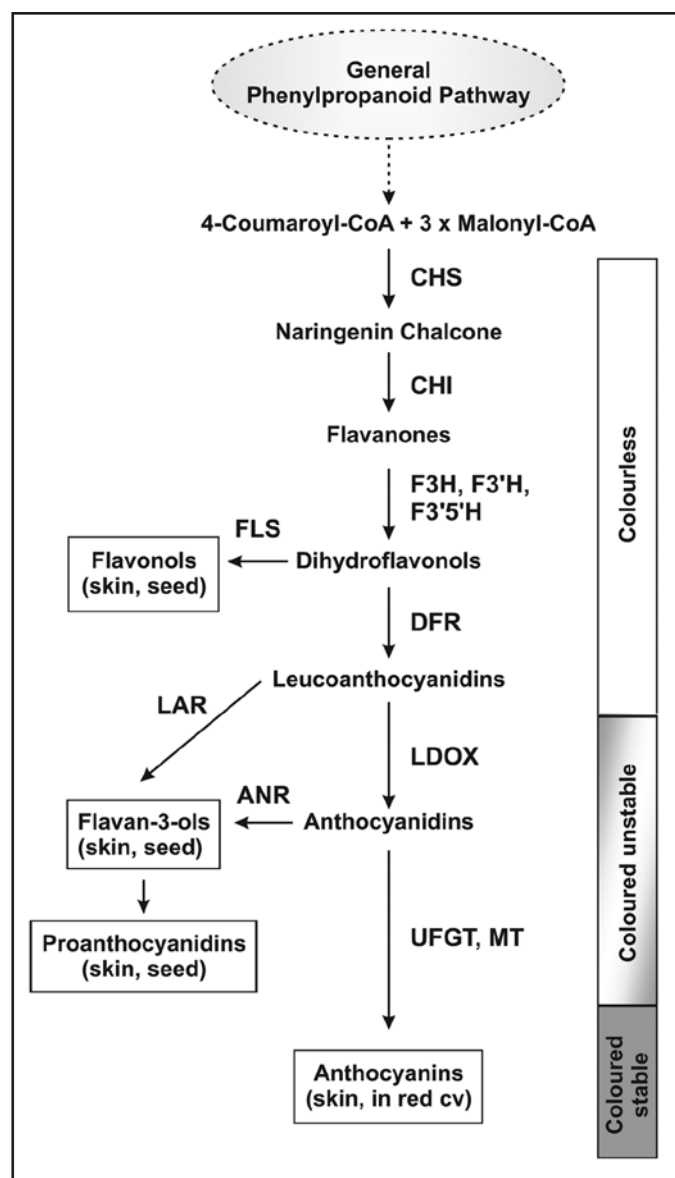 General
Phenylpropanoid Pathway
4-Coumaroyl-CoA + 3 x Malonyl-CoA
CHS
Naringenin Chalcone
CHI
Flavanones
F3H, F3'H,
F3'5'H
FLS
Flavonols
(skin, seed)
Dihydroflavonols
DFR
Leucoanthocyanidins
LAR
LDOX
ANR
Flavan-3-ols
(skin, seed)
Anthocyanidins
Proanthocyanidins
(skin, seed)
UFGT, MT
Anthocyanins
(skin, in red cv)
Colourless
Coloured unstable
Coloured
stable